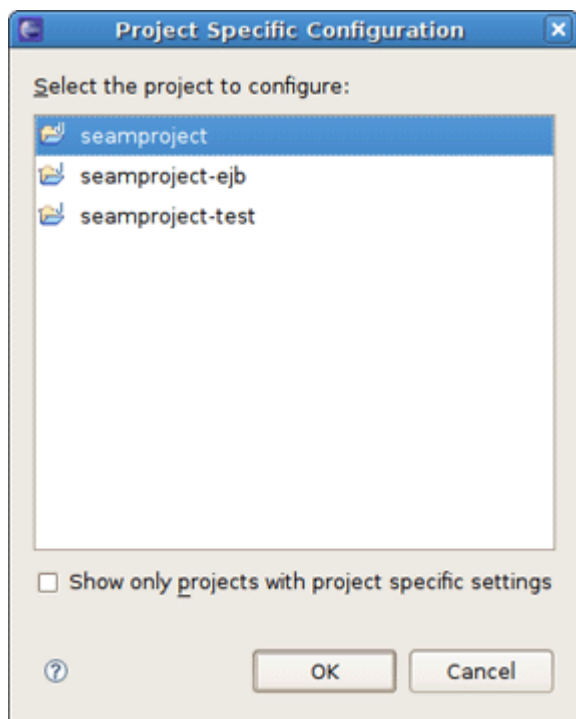 Project Specific Configuration
Select the project to configure:
seamproject
seamproject-ejb
seamproject-test
Show only projects with project specific settings
OK
Cancel